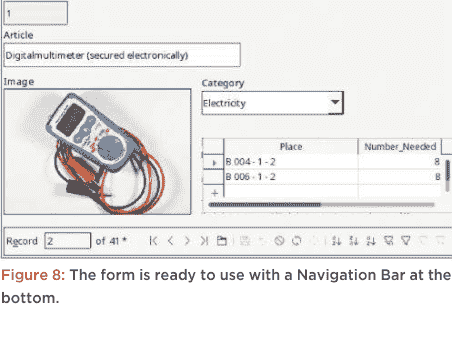 1
Article
Digitalmultimeter (secured electronically)
Image
Category
Electricity
Place Number_Needed
B 004 - 1 - 2 8
B 006 - 1 - 2 8
Record 2 of 41 *
Figure 8: The form is ready to use with a Navigation Bar at the
bottom.